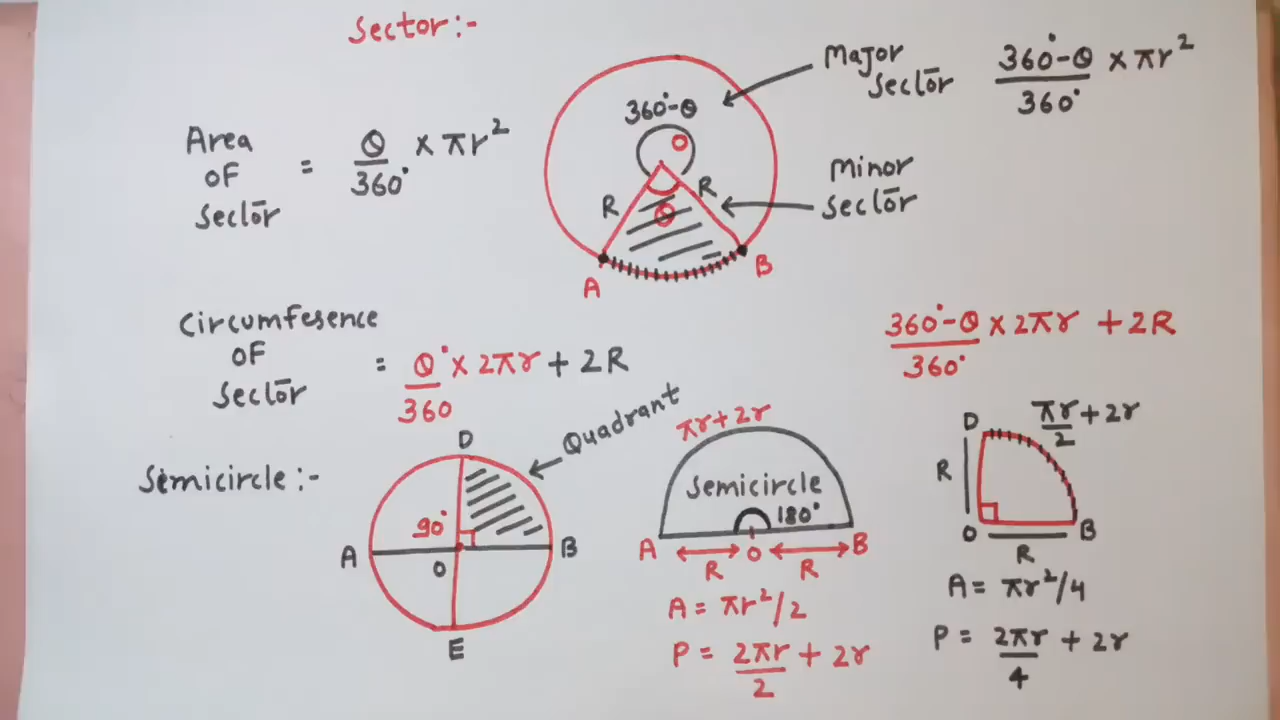 Sector:-
Major
Sector
360°-θ/360° × πr²
360°-θ
θ
Area
OF
Sector
= θ/360° × πr²
Minor
Sector
R
R
θ
A
B
Circumfesence
OF
Sector
= θ°/360 × 2πr + 2R
360°-θ/360° × 2πr + 2R
Semicircle:-
Quadrant
D
90°
A
B
O
E
πr+2r
Semicircle
180°
A
O
B
R
R
A = πr²/2
P = 2πr/2 + 2r
πr/2 + 2r
D
R
O
B
R
A = πr²/4
P = 2πr/4 + 2r